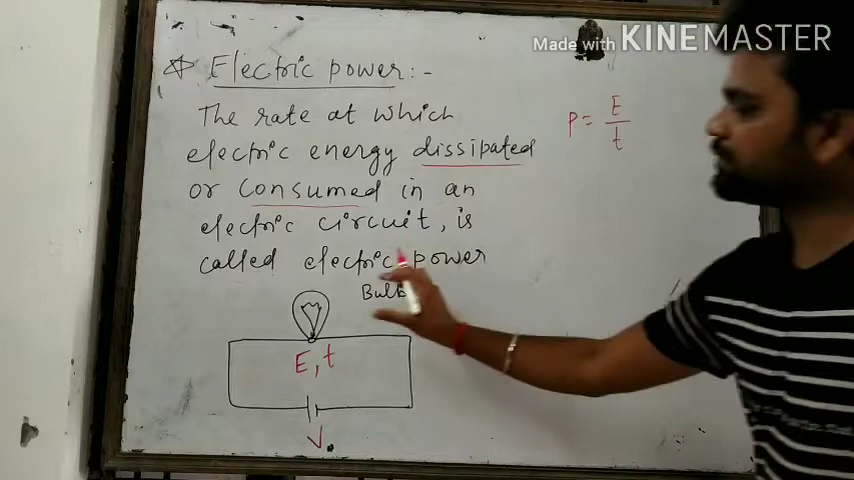 Made with KINEMASTER
☆ Electric power :-
The rate at which
electric energy dissipated
or consumed in an
electric circuit, is
called electric power
P = E/t
Bulb
E, t
V